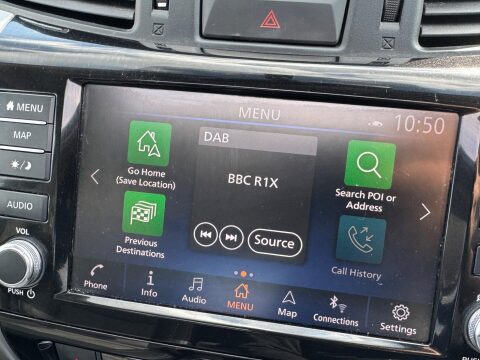 MENU
MAP
AUDIO
VOL
PUSH
MENU
10:50
DAB
BBC R1X
Source
Go Home
(Save Location)
Previous
Destinations
Search POI or
Address
Call History
Phone
Info
Audio
MENU
Map
Connections
Settings
PUSH